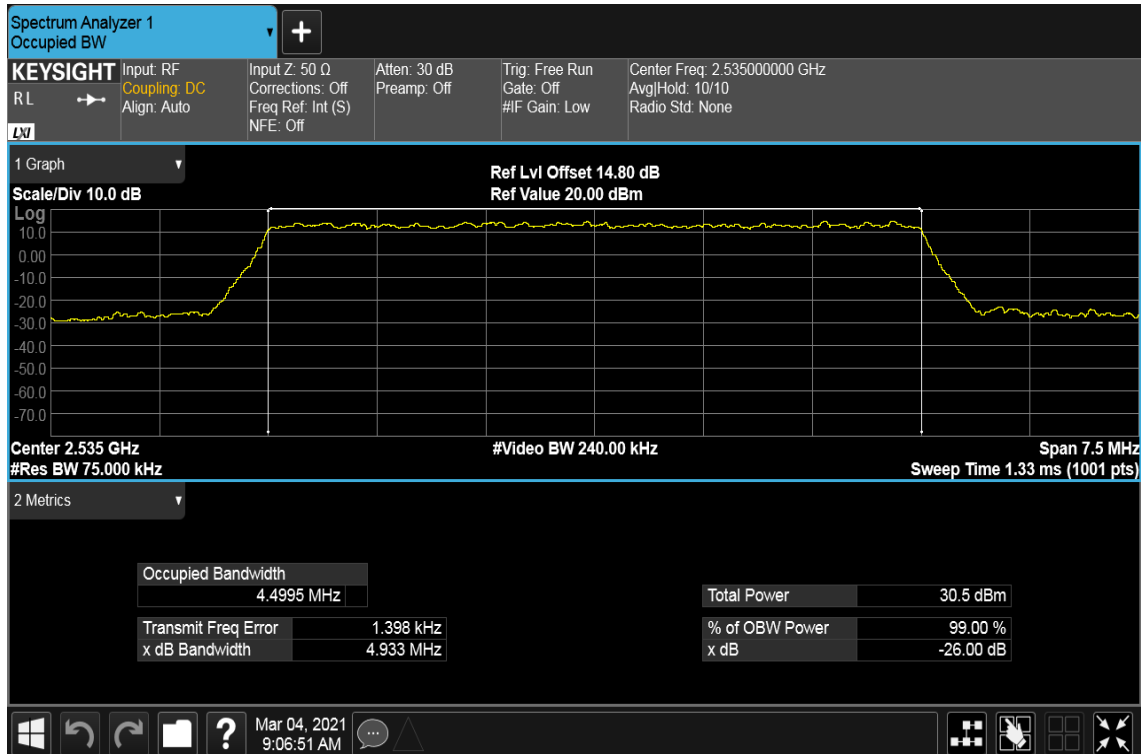 Spectrum Analyzer 1
Occupied BW
KEYSIGHT
RL
LXI
Input: RF
Coupling: DC
Align: Auto
Input Z: 50 Ω
Corrections: Off
Freq Ref: Int (S)
NFE: Off
Atten: 30 dB
Preamp: Off
Trig: Free Run
Gate: Off
#IF Gain: Low
Center Freq: 2.535000000 GHz
Avg|Hold: 10/10
Radio Std: None
1 Graph
Scale/Div 10.0 dB
Ref Lvl Offset 14.80 dB
Ref Value 20.00 dBm
Log
10.0
0.00
-10.0
-20.0
-30.0
-40.0
-50.0
-60.0
-70.0
Center 2.535 GHz
#Res BW 75.000 kHz
#Video BW 240.00 kHz
Span 7.5 MHz
Sweep Time 1.33 ms (1001 pts)
2 Metrics
Occupied Bandwidth
4.4995 MHz
Transmit Freq Error 1.398 kHz
x dB Bandwidth 4.933 MHz
Total Power 30.5 dBm
% of OBW Power 99.00 %
x dB -26.00 dB
?
Mar 04, 2021
9:06:51 AM